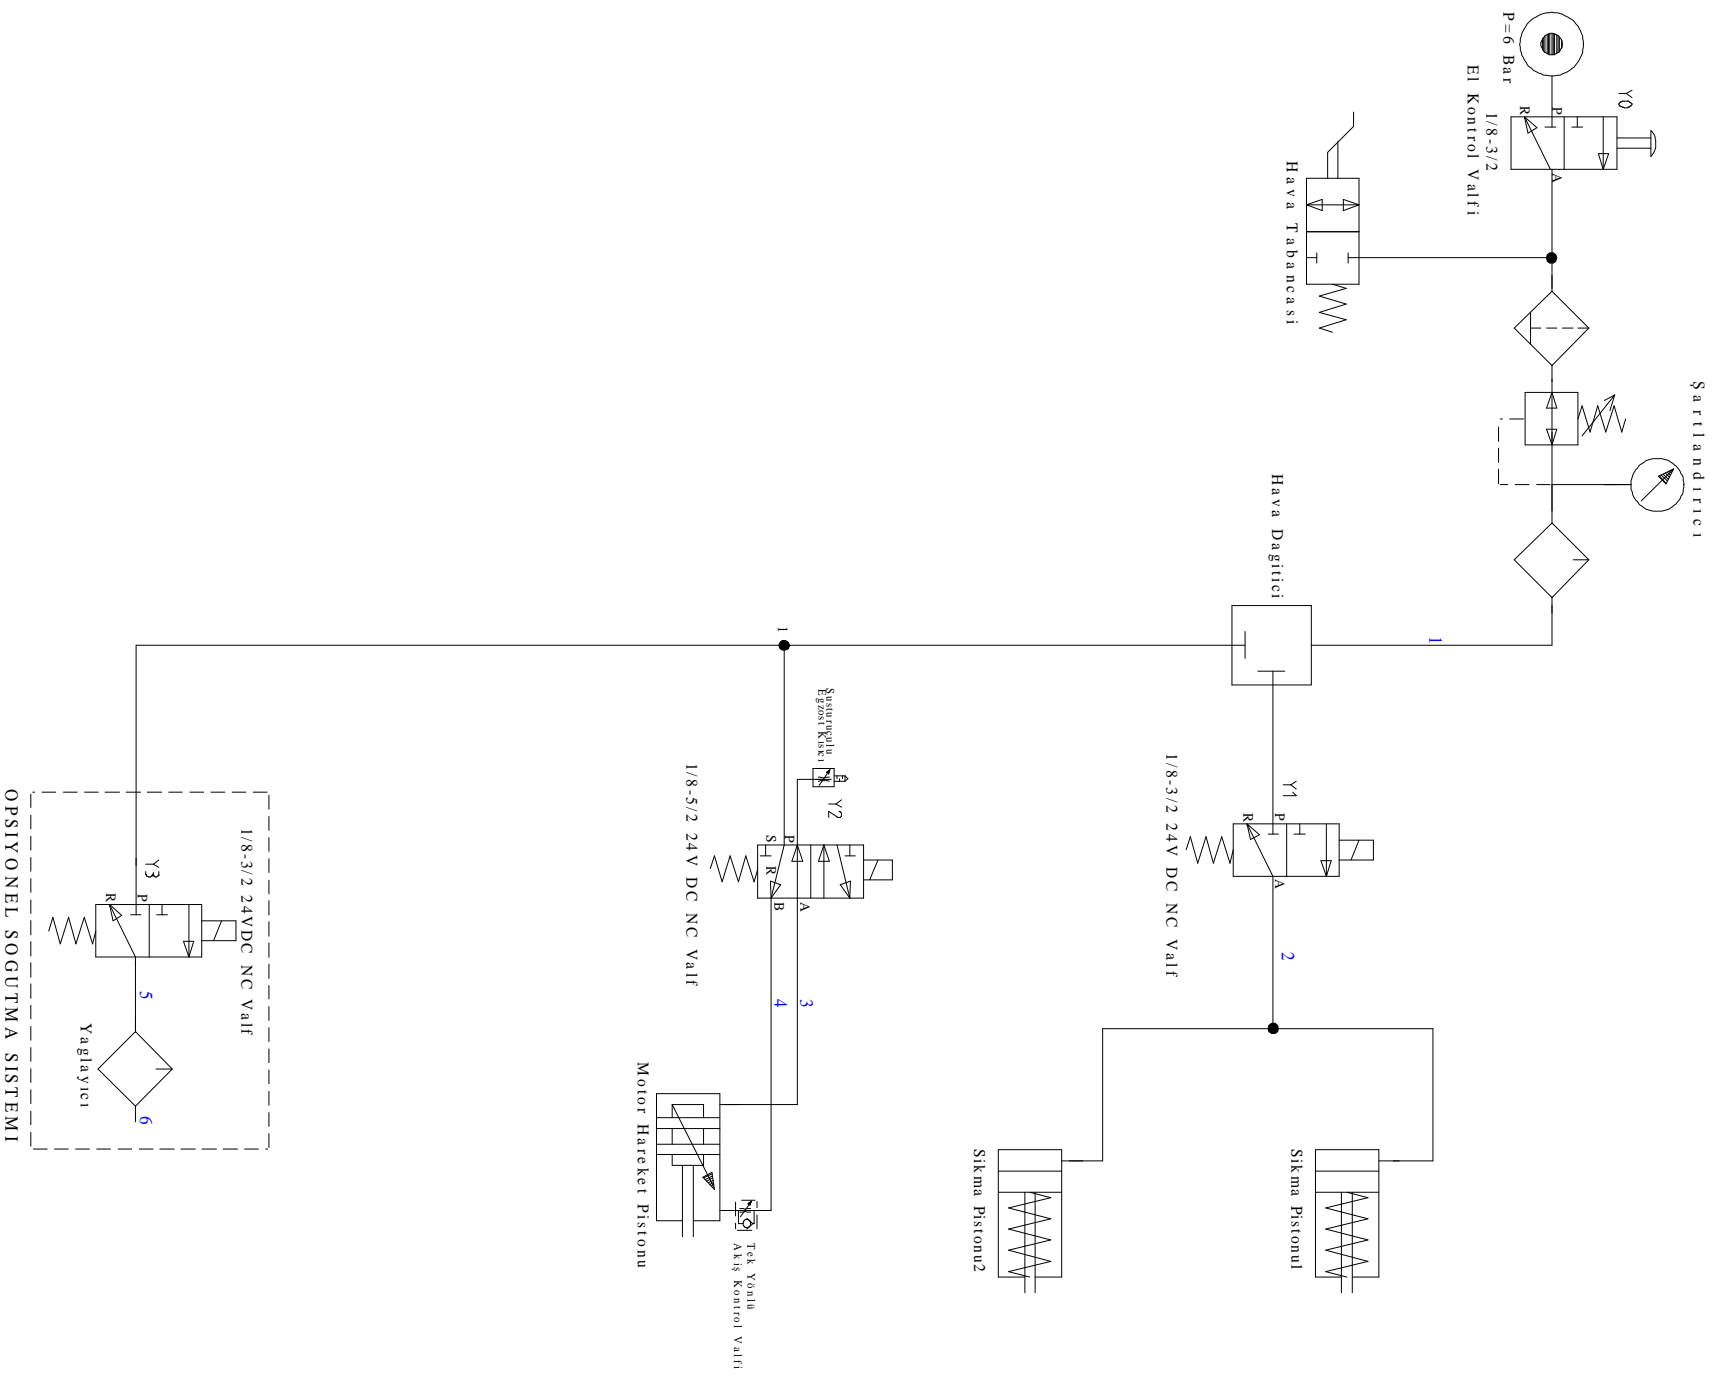 P=6 Bar
Y0
1/8-3/2
El Kontrol Valfi
P
R
A
Hava Tabancasi
Şartlandırıcı
Hava Dagitici
1
1
Susturuculu
Egzost Kısıcı
Y2
1/8-5/2 24V DC NC Valf
S
P
R
B
A
4
3
Motor Hareket Pistonu
Tek Yönlü
Akiş Kontrol Valfi
Y1
1/8-3/2 24V DC NC Valf
R
P
A
2
Sikma Pistonu2
Sikma Pistonu1
Y3
1/8-3/2 24VDC NC Valf
R
P
5
Yaglayıcı
6
OPSIYONEL SOGUTMA SISTEMI